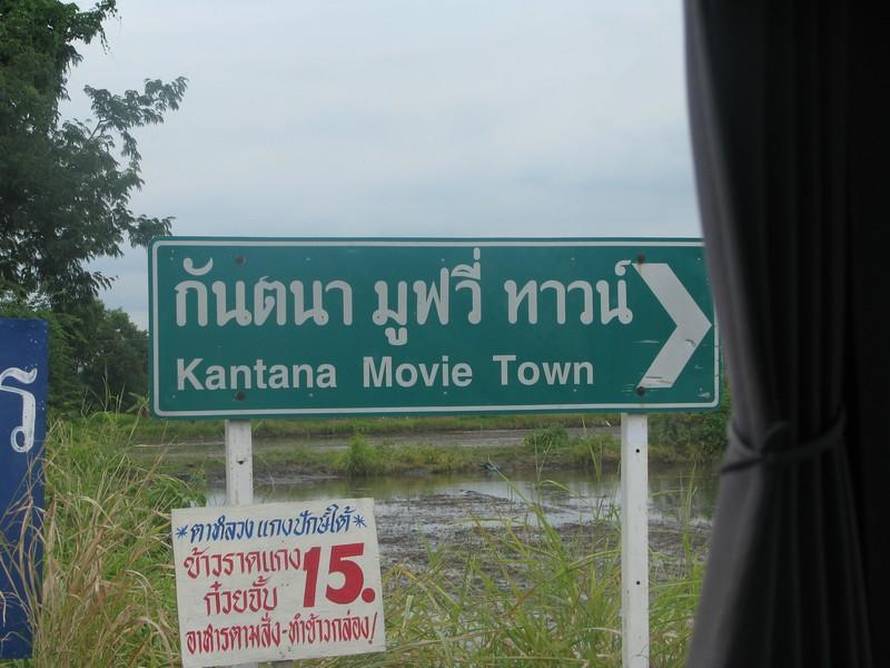 กันตนา มูฟวี่ ทาวน์
Kantana Movie Town
*ตาหลวง แกงปักษ์ใต้*
ข้าวราดแกง 15.
ก๋วยจั๊บ
อาหารตามสั่ง-ทำข้าวกล่อง!
ร